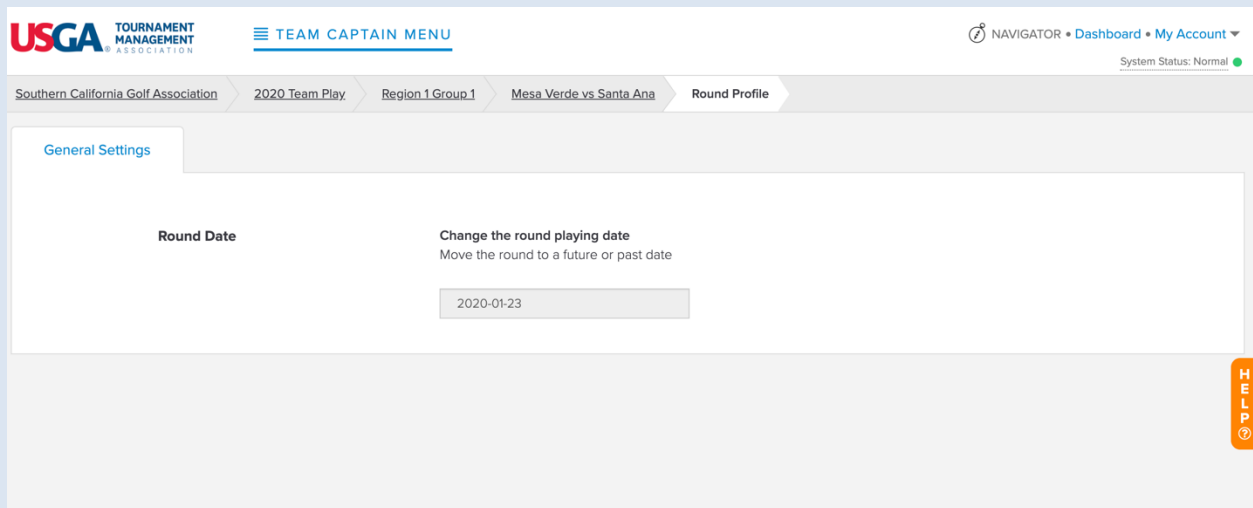 USGA® TOURNAMENT
MANAGEMENT
ASSOCIATION
TEAM CAPTAIN MENU
NAVIGATOR • Dashboard • My Account
System Status: Normal
Southern California Golf Association 2020 Team Play Region 1 Group 1 Mesa Verde vs Santa Ana Round Profile
General Settings
Round Date
Change the round playing date
Move the round to a future or past date
2020-01-23
HELP?